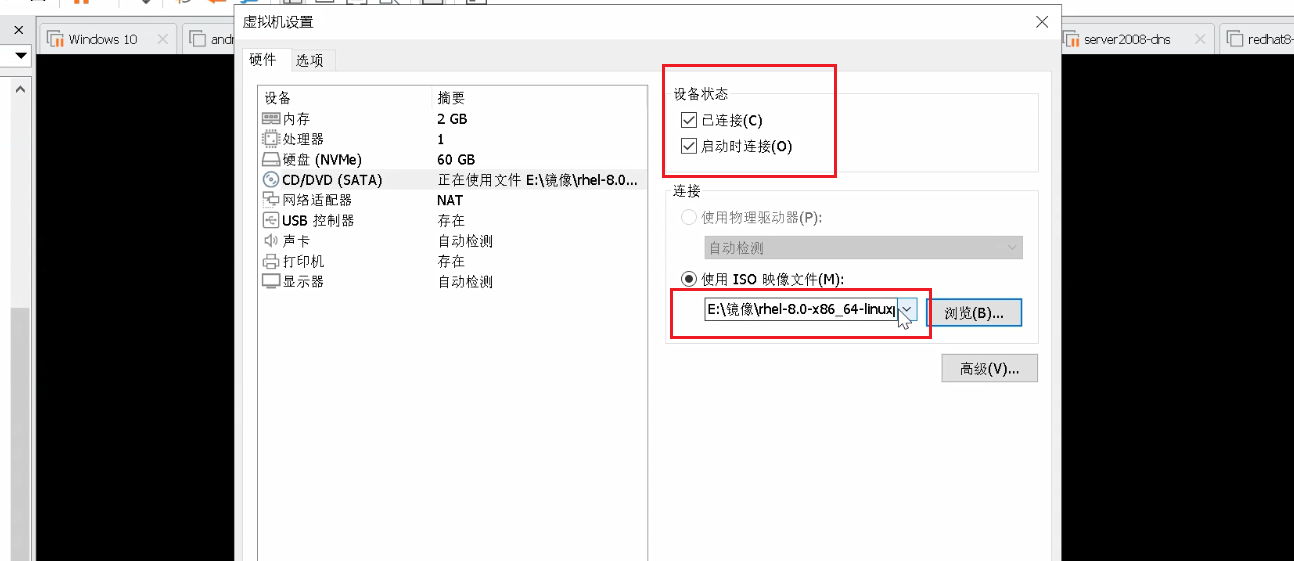 虚拟机设置
Windows 10
andr
server2008-dns
redhat8-
硬件
选项
设备
摘要
内存
2 GB
处理器
1
硬盘 (NVMe)
60 GB
CD/DVD (SATA)
正在使用文件 E:\镜像\rhel-8.0...
网络适配器
NAT
USB 控制器
存在
声卡
自动检测
打印机
存在
显示器
自动检测
设备状态
已连接(C)
启动时连接(O)
连接
使用物理驱动器(P):
自动检测
使用 ISO 映像文件(M):
E:\镜像\rhel-8.0-x86_64-linux
浏览(B)...
高级(V)...